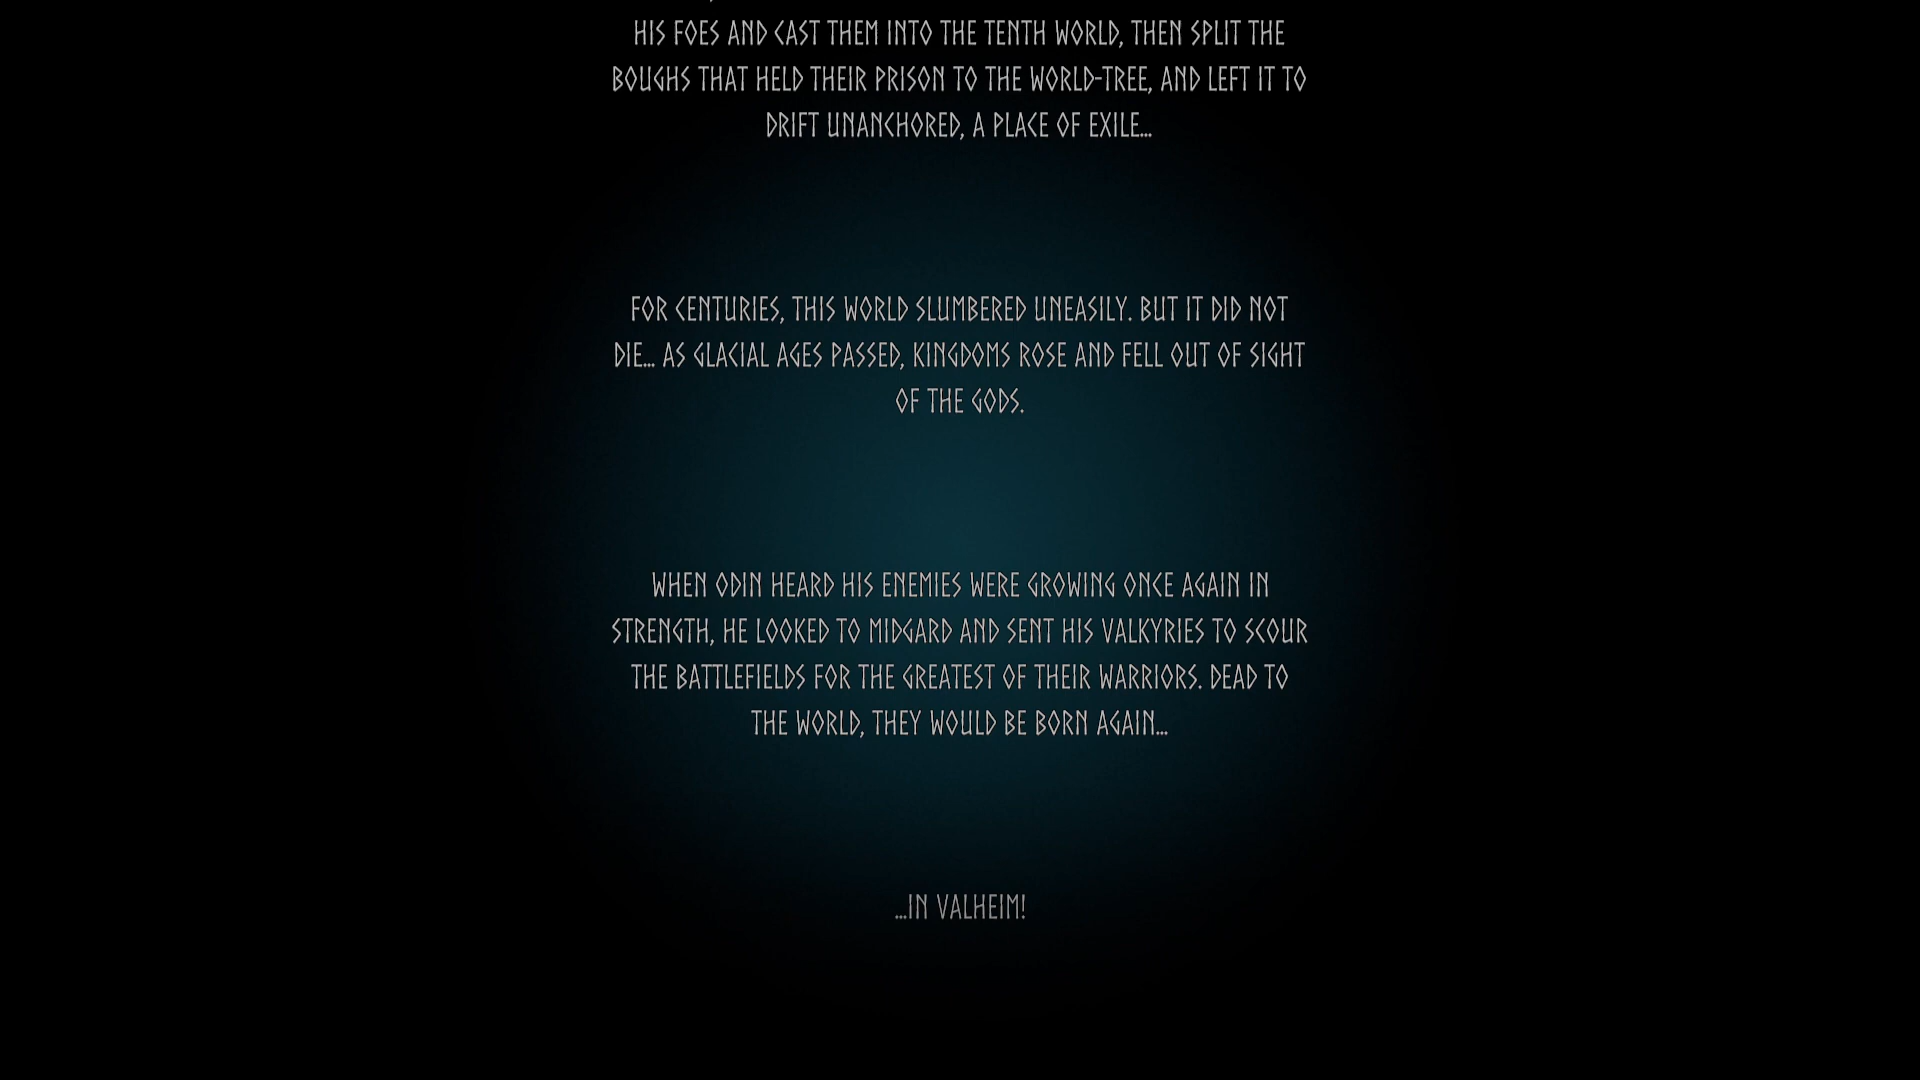 HIS FOES AND CAST THEM INTO THE TENTH WORLD, THEN SPLIT THE
BOUGHS THAT HELD THEIR PRISON TO THE WORLD-TREE, AND LEFT IT TO
DRIFT UNANCHORED, A PLACE OF EXILE...
FOR CENTURIES, THIS WORLD SLUMBERED UNEASILY. BUT IT DID NOT
DIE... AS GLACIAL AGES PASSED, KINGDOMS ROSE AND FELL OUT OF SIGHT
OF THE GODS.
WHEN ODIN HEARD HIS ENEMIES WERE GROWING ONCE AGAIN IN
STRENGTH, HE LOOKED TO MIDGARD AND SENT HIS VALKYRIES TO SCOUR
THE BATTLEFIELDS FOR THE GREATEST OF THEIR WARRIORS. DEAD TO
THE WORLD, THEY WOULD BE BORN AGAIN...
...IN VALHEIM!